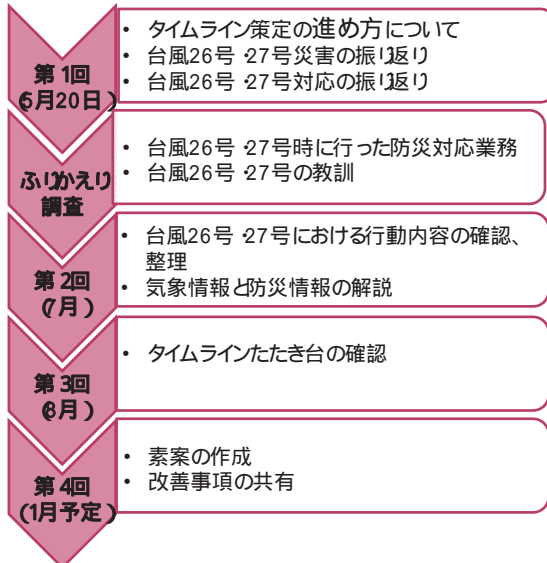 第1回
(6月20日)
• タイムライン策定の進め方について
• 台風26号・27号災害の振り返り
• 台風26号・27号対応の振り返り
ふりかえり
調査
• 台風26号・27号時に行った防災対応業務
• 台風26号・27号の教訓
第2回
(7月)
• 台風26号・27号における行動内容の確認、
整理
• 気象情報と防災情報の解説
第3回
(8月)
• タイムラインたたき台の確認
第4回
(1月予定)
• 素案の作成
• 改善事項の共有